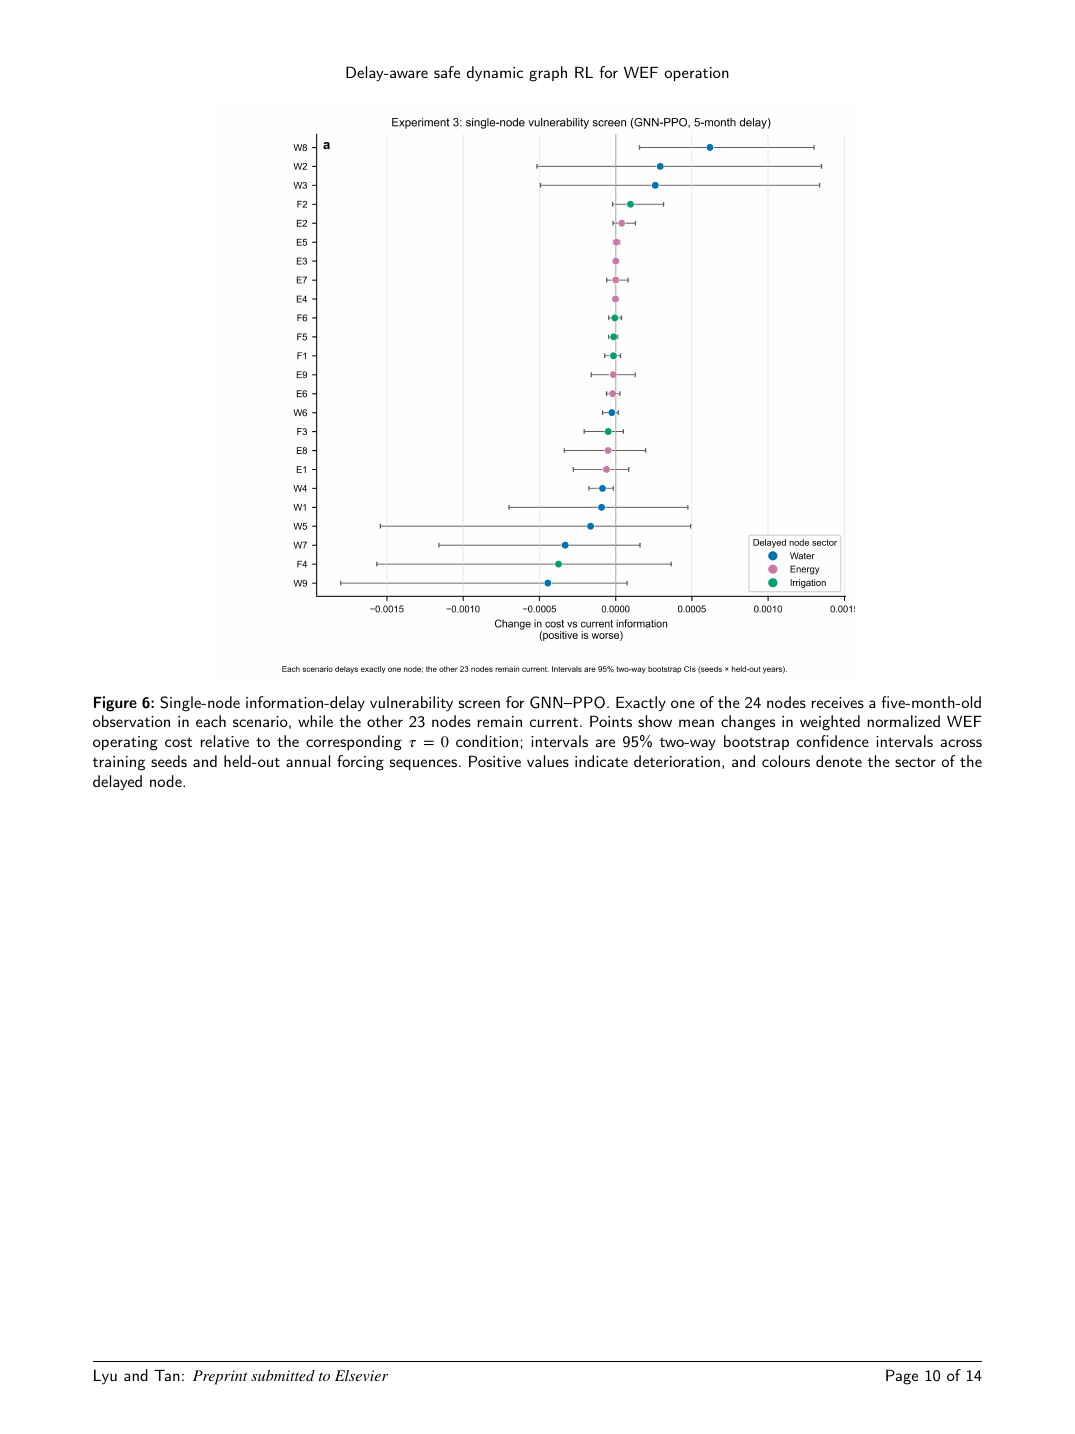 Delay-aware safe dynamic graph RL for WEF operation
Experiment 3: single-node vulnerability screen (GNN-PPO, 5-month delay)
a
W8
W2
W3
F2
E2
E5
E3
E7
E4
F6
F5
F1
E9
E6
W6
F3
E8
E1
W4
W1
W5
W7
F4
W9
Delayed node sector
Water
Energy
Irrigation
−0.0015 −0.0010 −0.0005 0.0000 0.0005 0.0010 0.0015
Change in cost vs current information
(positive is worse)
Each scenario delays exactly one node; the other 23 nodes remain current. Intervals are 95% two-way bootstrap CIs (seeds × held-out years).
Figure 6: Single-node information-delay vulnerability screen for GNN–PPO. Exactly one of the 24 nodes receives a five-month-old
observation in each scenario, while the other 23 nodes remain current. Points show mean changes in weighted normalized WEF
operating cost relative to the corresponding τ = 0 condition; intervals are 95% two-way bootstrap confidence intervals across
training seeds and held-out annual forcing sequences. Positive values indicate deterioration, and colours denote the sector of the
delayed node.
Lyu and Tan: Preprint submitted to Elsevier
Page 10 of 14